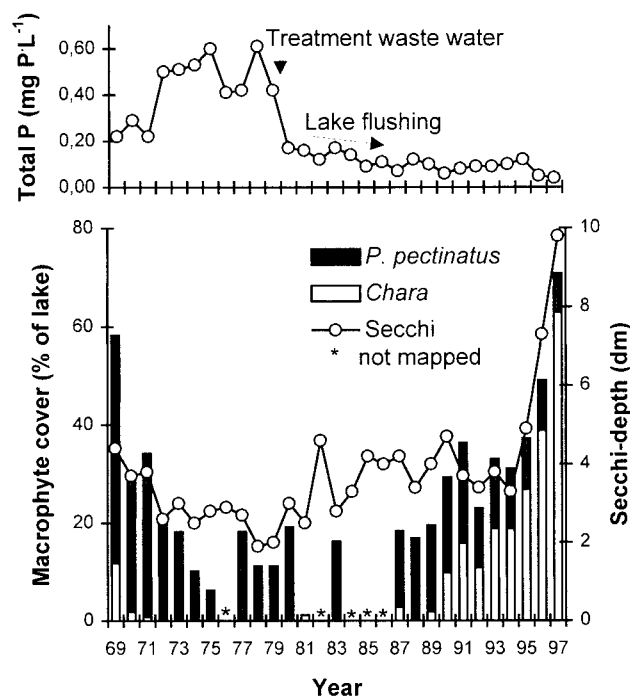 Total P (mg P·L⁻¹)
0,60
0,40
0,20
0,00
Treatment waste water
Lake flushing
Macrophyte cover (% of lake)
80
60
40
20
0
P. pectinatus
Chara
Secchi
* not mapped
* * * * *
10
8
6
4
2
0
Secchi-depth (dm)
69 71 73 75 77 79 81 83 85 87 89 91 93 95 97
Year